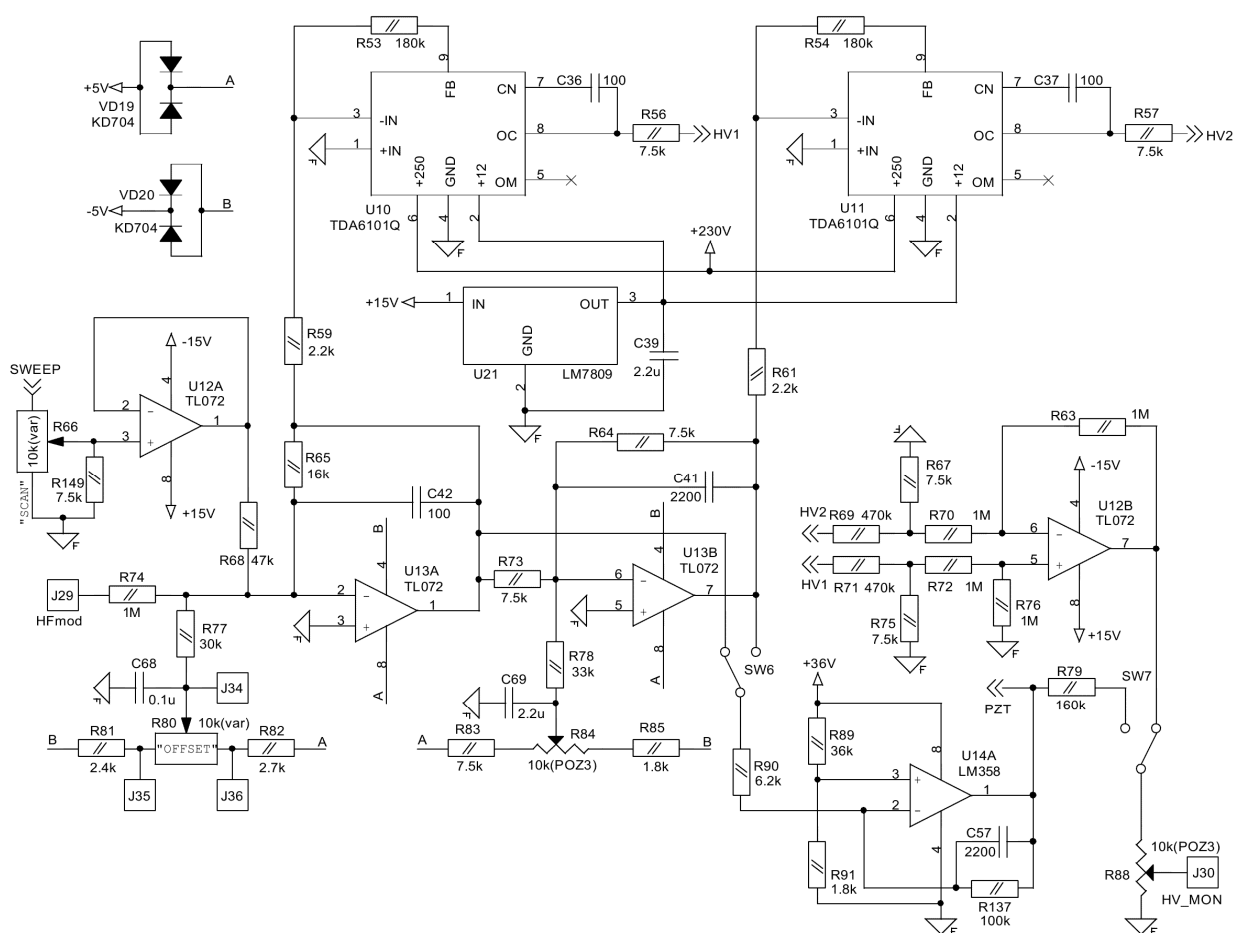 R53 180k
9
FB
7 C36 100
CN
3 -IN
1 +IN
8 OC
R56
7.5k
HV1
5 OM
+250
GND
+12
U10
TDA6101Q
6
4
2
F
F
R54 180k
9
FB
7 C37 100
CN
3 -IN
1 +IN
8 OC
R57
7.5k
HV2
5 OM
+250
GND
+12
U11
TDA6101Q
6
4
2
F
F
+5V
A
VD19
KD704
-5V
B
VD20
KD704
+230V
+15V
1 IN
OUT 3
GND
U21
LM7809
2
F
C39
2.2u
R59
2.2k
R61
2.2k
SWEEP
R66
10k(var)
"SCAN"
R149
7.5k
F
U12A
TL072
-15V
4
2
3
1
8
+15V
R68 47k
R65
16k
C42
100
R64 7.5k
C41
2200
J29
HFmod
R74
1M
R77
30k
C68
0.1u
F
J34
R80 10k(var)
"OFFSET"
B
R81
2.4k
R82
2.7k
A
J35
J36
B
4
U13A
TL072
2
3
1
8
A
F
R73
7.5k
B
4
U13B
TL072
6
5
7
8
A
F
R78
33k
C69
2.2u
F
A
R83
7.5k
R84
10k(POZ3)
R85
1.8k
B
SW6
R90
6.2k
R63 1M
F
R67
7.5k
HV2
R69 470k
R70 1M
HV1
R71 470k
R72 1M
R75
7.5k
F
R76
1M
F
-15V
4
U12B
TL072
6
5
7
8
+15V
+36V
R89
36k
R91
1.8k
U14A
LM358
8
3
2
1
4
F
C57
2200
R137
100k
PZT
R79
160k
SW7
10k(POZ3)
R88
J30
HV_MON
F